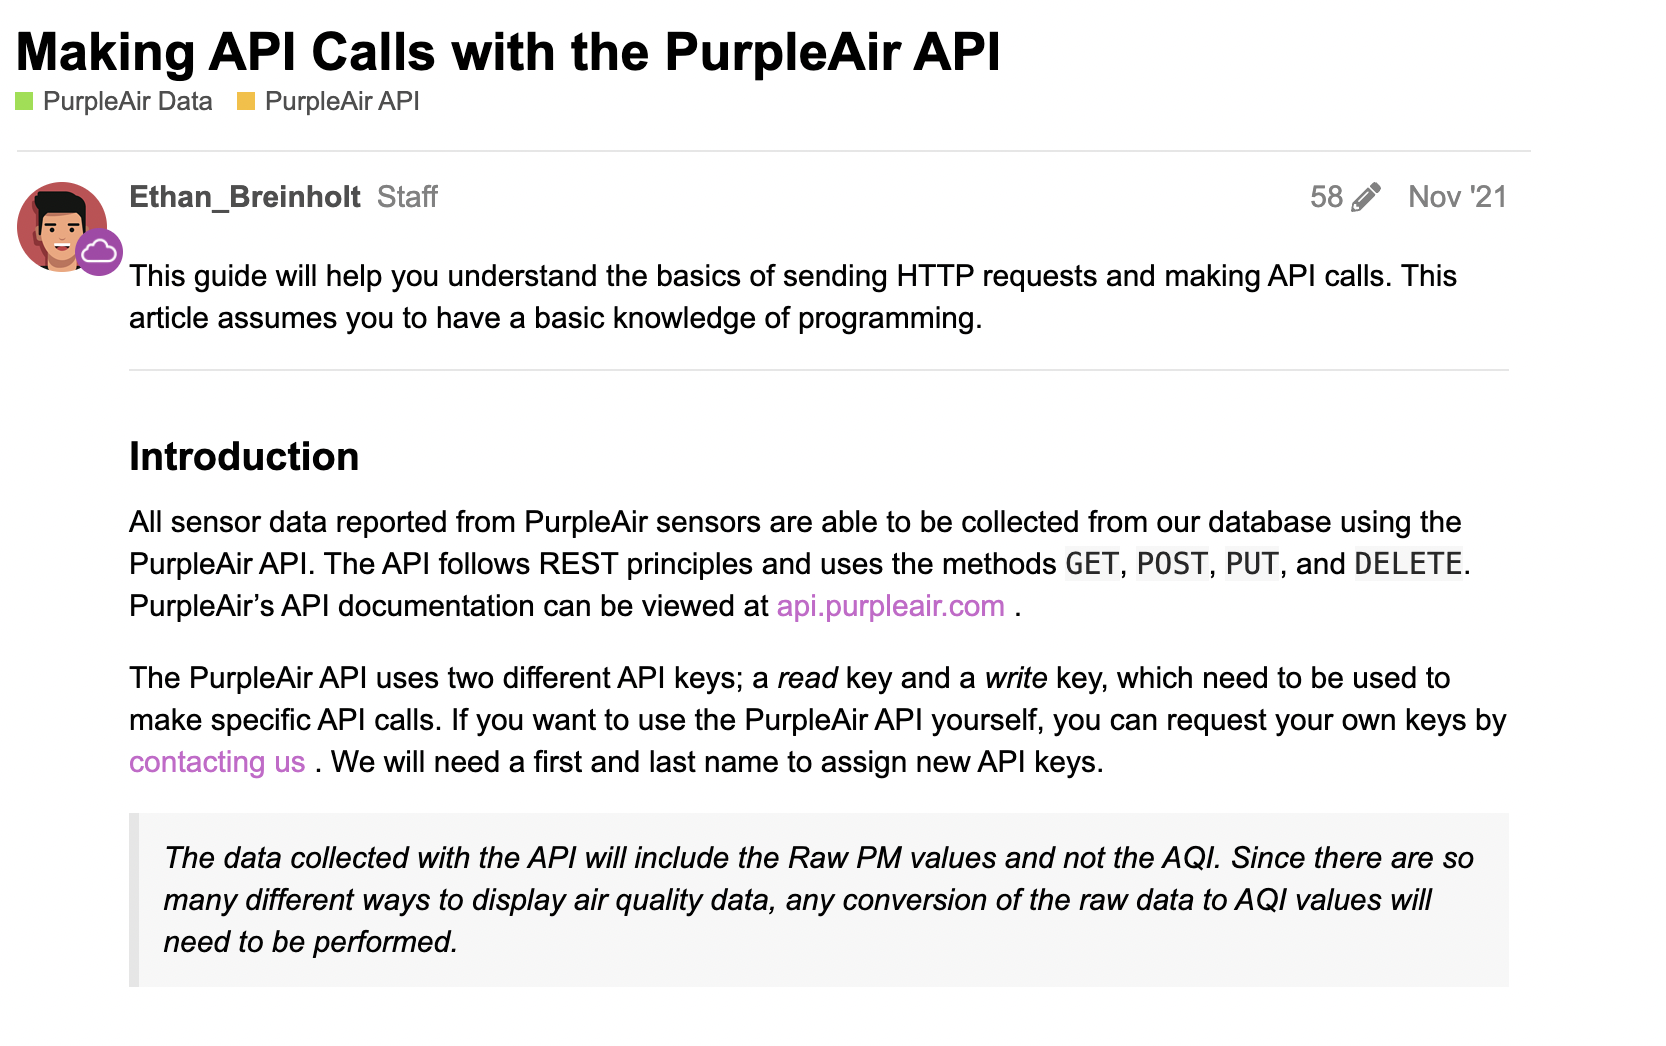 Making API Calls with the PurpleAir API
PurpleAir Data PurpleAir API
Ethan_Breinholt Staff 58 Nov '21
This guide will help you understand the basics of sending HTTP requests and making API calls. This
article assumes you to have a basic knowledge of programming.
Introduction
All sensor data reported from PurpleAir sensors are able to be collected from our database using the
PurpleAir API. The API follows REST principles and uses the methods GET, POST, PUT, and DELETE.
PurpleAir’s API documentation can be viewed at api.purpleair.com .
The PurpleAir API uses two different API keys; a read key and a write key, which need to be used to
make specific API calls. If you want to use the PurpleAir API yourself, you can request your own keys by
contacting us . We will need a first and last name to assign new API keys.
The data collected with the API will include the Raw PM values and not the AQI. Since there are so
many different ways to display air quality data, any conversion of the raw data to AQI values will
need to be performed.